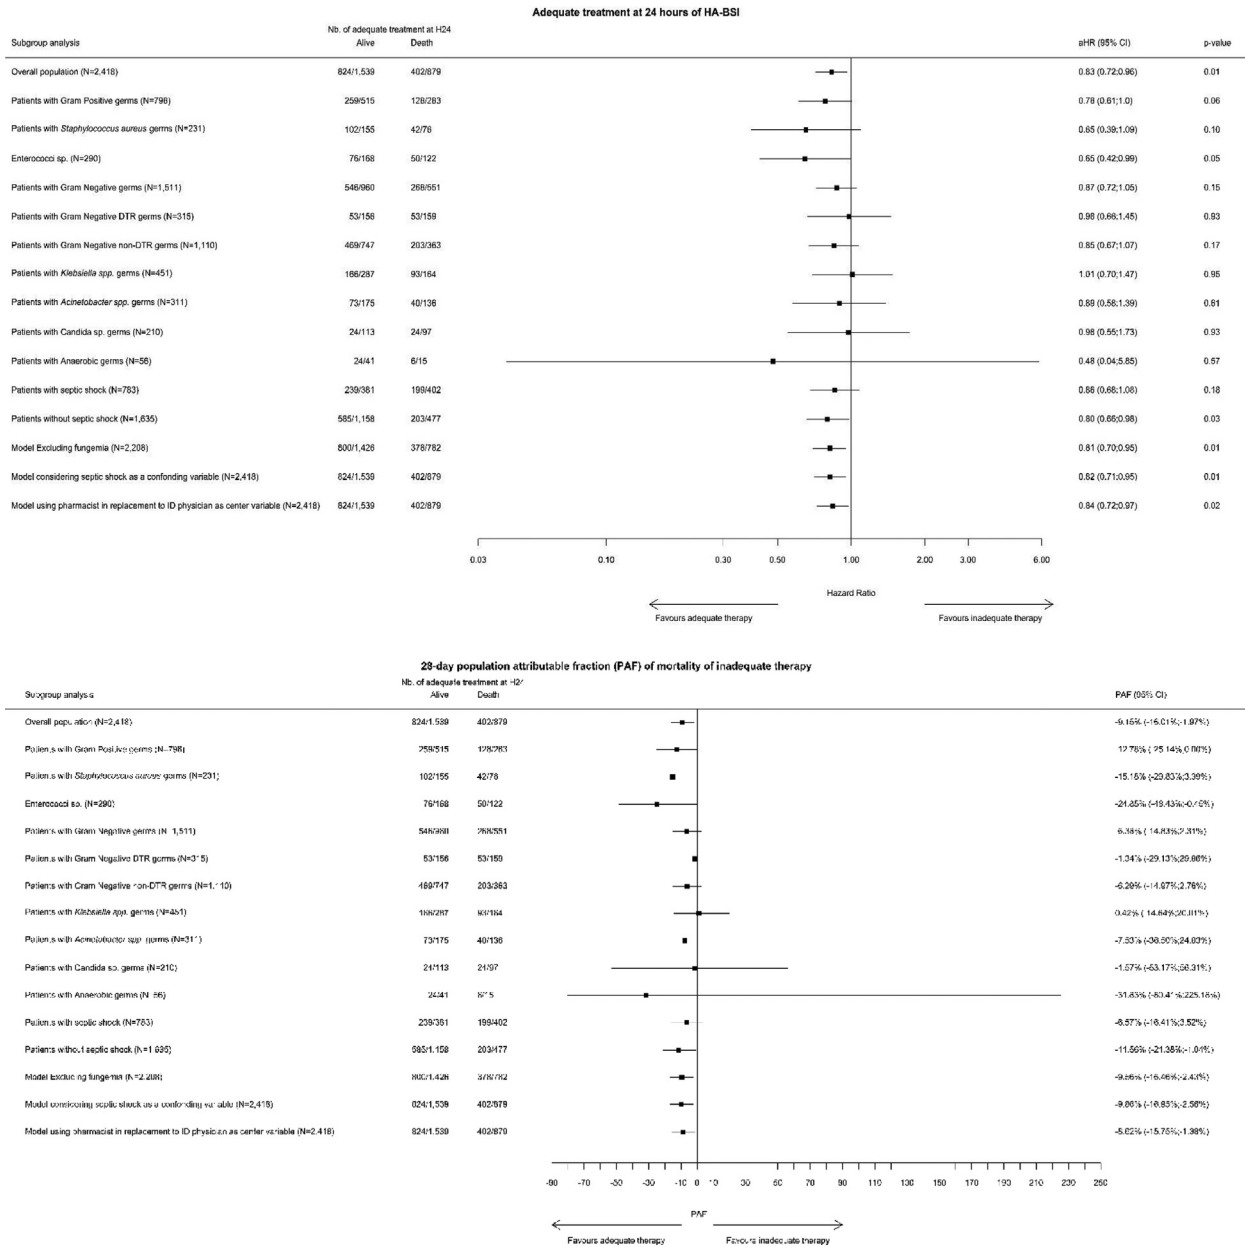 Adequate treatment at 24 hours of HA-BSI
Nb. of adequate treatment at H24
Subgroup analysis Alive Death aHR (95% CI) p-value
Overall population (N=2,418) 824/1,539 402/879 0.83 (0.72;0.96) 0.01
Patients with Gram Positive germs (N=798) 259/515 128/283 0.78 (0.61;1.0) 0.06
Patients with Staphylococcus aureus germs (N=231) 102/155 42/76 0.65 (0.39;1.09) 0.10
Enterococci sp. (N=290) 76/168 50/122 0.65 (0.42;0.99) 0.05
Patients with Gram Negative germs (N=1,511) 546/960 268/551 0.87 (0.72;1.05) 0.15
Patients with Gram Negative DTR germs (N=315) 53/156 53/159 0.98 (0.66;1.45) 0.93
Patients with Gram Negative non-DTR germs (N=1,110) 469/747 203/363 0.85 (0.67;1.07) 0.17
Patients with Klebsiella spp. germs (N=451) 166/287 93/164 1.01 (0.70;1.47) 0.95
Patients with Acinetobacter spp. germs (N=311) 73/175 40/136 (0.58;1.39) 0.61
Patients with Candida sp. germs (N=210) 24/113 24/97 0.98 (0.55;1.73) 0.93
Patients with Anaerobic germs (N=56) 24/41 6/15 0.48 (0.04;5.85) 0.57
Patients with septic shock (N=783) 239/381 199/402 0.86 (0.68;1.08) 0.18
Patients without septic shock (N=1,635) 585/1,158 203/477 0.80 (0.66;0.98) 0.03
Model Excluding fungemia (N=2,208) 800/1,426 378/782 0.81 (0.70;0.95) 0.01
Model considering septic shock as a confonding variable (N=2,418) 824/1,539 402/879 0.82 (0.71;0.95) 0.01
Model using pharmacist in replacement to ID physician as center variable (N=2,418) 824/1,539 402/879 0.84 (0.72;0.97) 0.02
0.03 0.10 0.30 0.50 1.00 2.00 3.00 6.00
Hazard Ratio
Favours adequate therapy Favours inadequate therapy
28-day population attributable fraction (PAF) of mortality of inadequate therapy
Nb. of adequate treatment at H24
Subgroup analysis Alive Death PAF (95% CI)
Overall population (N=2,418) 824/1,539 402/879
Patients with Gram Positive germs (N=798) 259/515 128/283
Patients with Staphylococcus aureus germs (N=231) 102/155 42/76
Enterococci sp. (N=290) 76/168 50/122
Patients with Gram Negative germs (N=1,511) 546/960 268/551
Patients with Gram Negative DTR germs (N=315) 53/156 53/159 -1.34% (-29.13%;29.86%)
Patients with Gram Negative non-DTR germs (N=1,110) 469/747 203/363 -6.29% (-14.97%;2.76%)
Patients with Klebsiella spp. germs (N=451) 166/287 93/164
Patients with Acinetobacter spp. germs (N=311) 73/175 40/136
Patients with Candida sp. germs (N=210) 24/113 24/97 -1.57% (-53.17%;56.31%)
Patients with Anaerobic germs (N=56) 24/41 6/15
Patients with septic shock (N=783) 239/381 199/402 -6.57% (-16.41%;3.52%)
Patients without septic shock (N=1,635) 585/1,158 203/477 -11.56% (-21.38%;-1.04%)
Model Excluding fungemia (N=2,208) 800/1,426 378/782 -9.56% (-16.46%;-2.43%)
Model considering septic shock as a confonding variable (N=2,418) 824/1,539 402/879
Model using pharmacist in replacement to ID physician as center variable (N=2,418) 824/1,539 402/879
-90 -70 -50 -30 -10 0 10 30 50 70 90 110 130 150 170 190 210 230 250
PAF
Favours adequate therapy Favours inadequate therapy